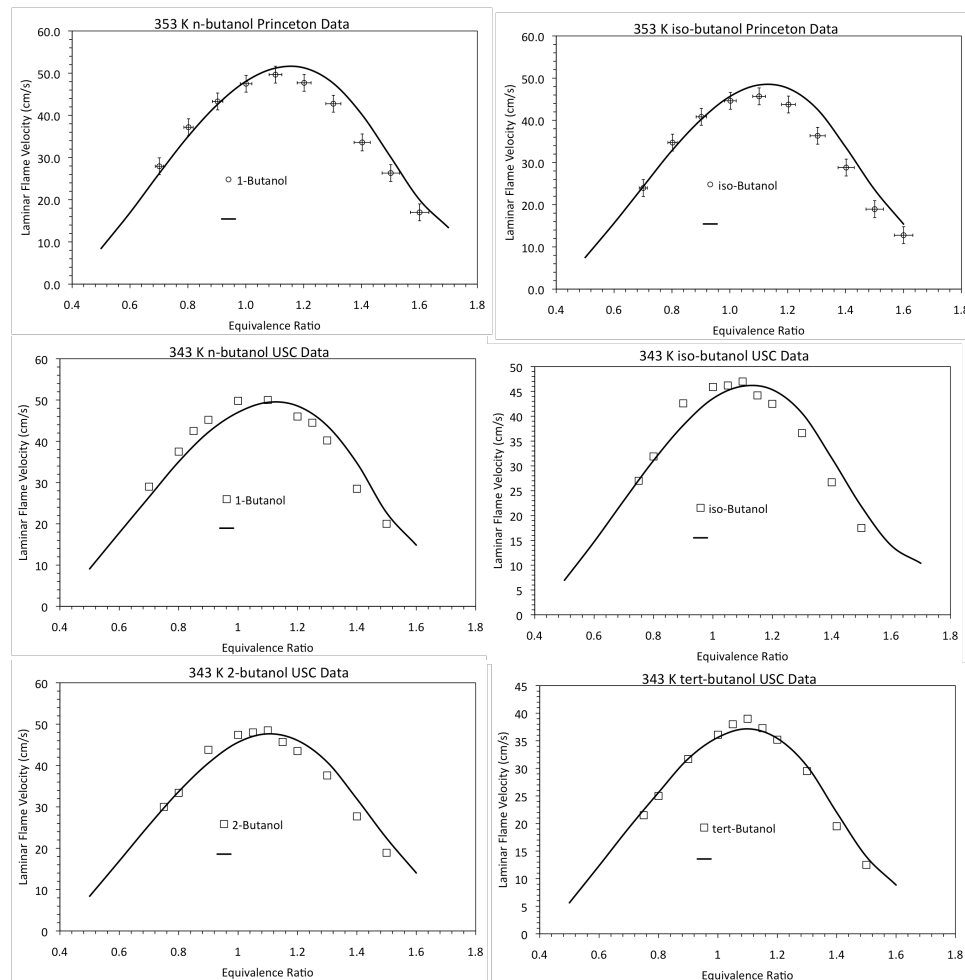 353 K n-butanol Princeton Data
60.0
50.0
40.0
30.0
20.0
10.0
0.0
Laminar Flame Velocity (cm/s)
1-Butanol
0.4 0.6 0.8 1.0 1.2 1.4 1.6 1.8
Equivalence Ratio
353 K iso-butanol Princeton Data
60.0
50.0
40.0
30.0
20.0
10.0
0.0
Laminar Flame Velocity (cm/s)
iso-Butanol
0.4 0.6 0.8 1.0 1.2 1.4 1.6 1.8
Equivalence Ratio
343 K n-butanol USC Data
60
50
40
30
20
10
0
Laminar Flame Velocity (cm/s)
1-Butanol
0.4 0.6 0.8 1 1.2 1.4 1.6 1.8
Equivalence Ratio
343 K iso-butanol USC Data
50
45
40
35
30
25
20
15
10
5
0
Laminar Flame Velocity (cm/s)
iso-Butanol
0.4 0.6 0.8 1 1.2 1.4 1.6 1.8
Equivalence Ratio
343 K 2-butanol USC Data
60
50
40
30
20
10
0
Laminar Flame Velocity (cm/s)
2-Butanol
0.4 0.6 0.8 1 1.2 1.4 1.6 1.8
Equivalence Ratio
343 K tert-butanol USC Data
45
40
35
30
25
20
15
10
5
0
Laminar Flame Velocity (cm/s)
tert-Butanol
0.4 0.6 0.8 1 1.2 1.4 1.6 1.8
Equivalence Ratio